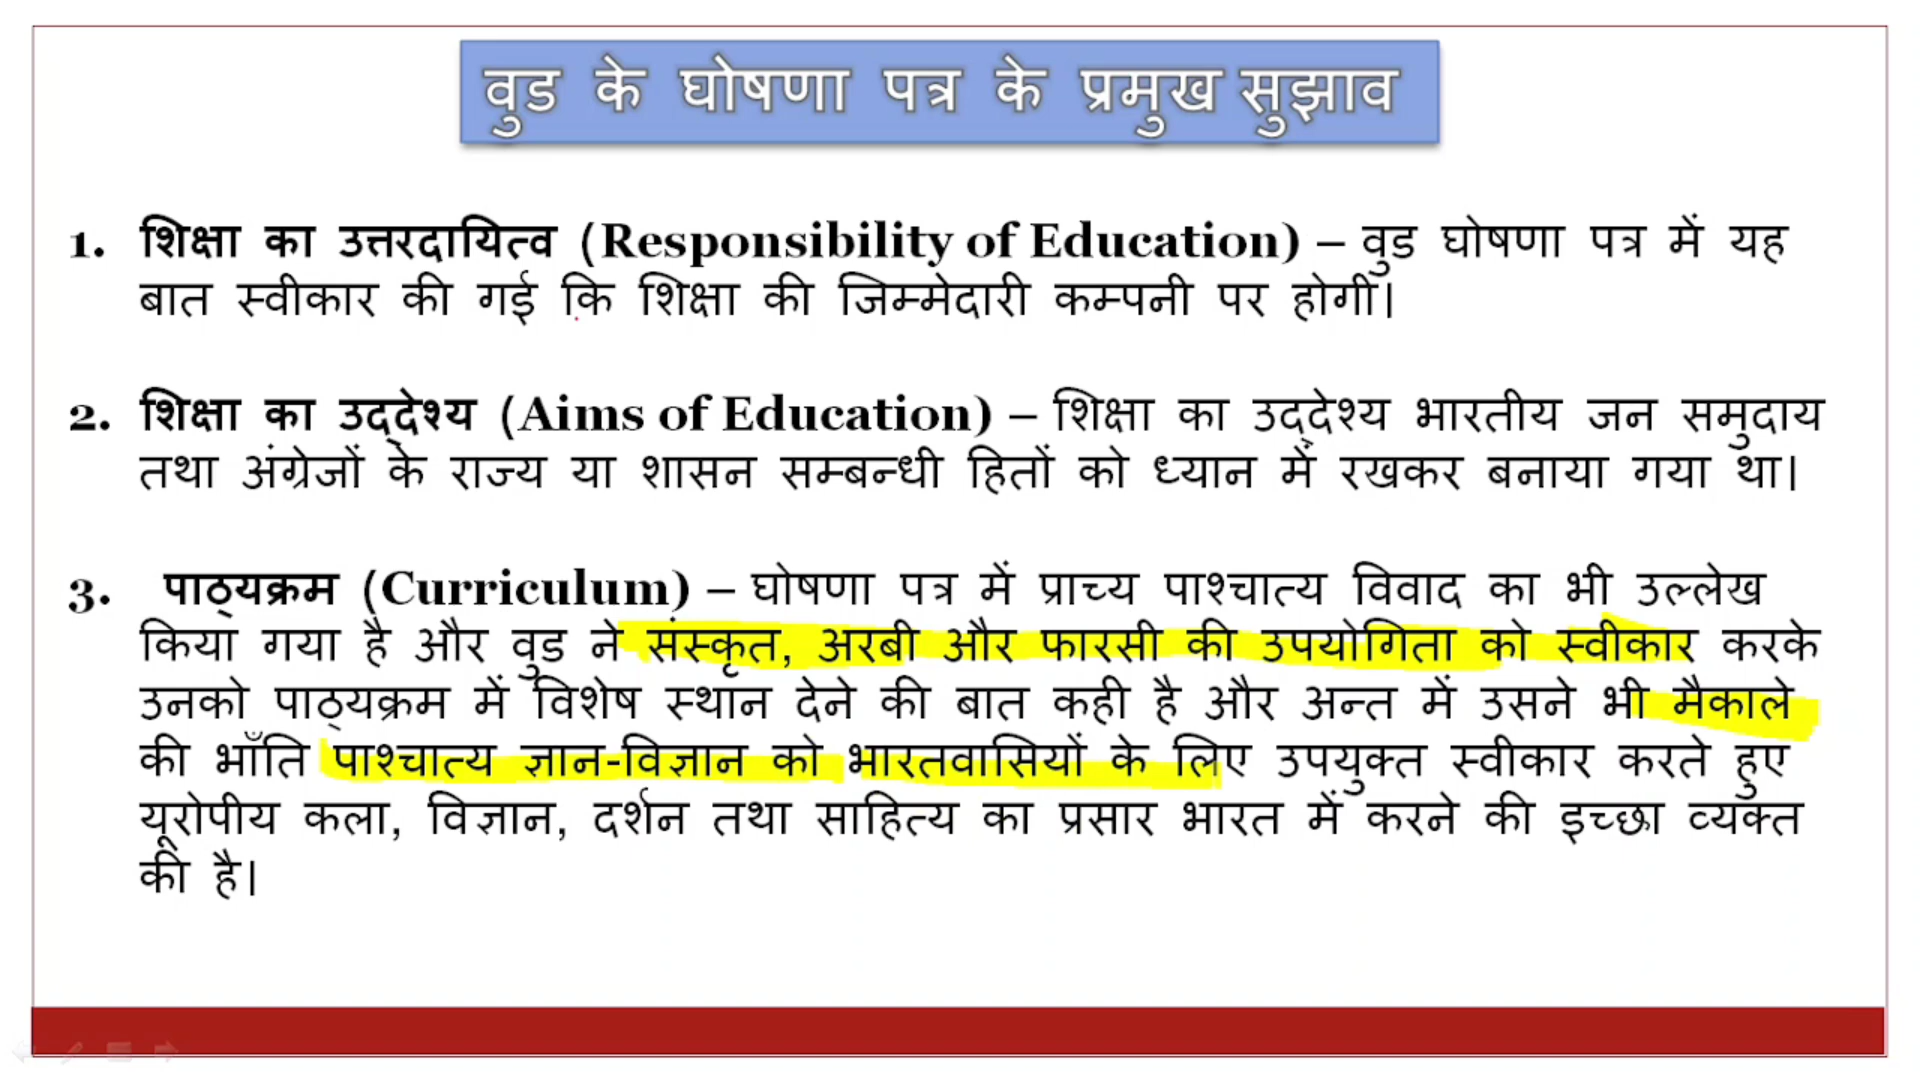 वुड के घोषणा पत्र के प्रमुख सुझाव
1. शिक्षा का उत्तरदायित्व (Responsibility of Education) – वुड घोषणा पत्र में यह
बात स्वीकार की गई कि शिक्षा की जिम्मेदारी कम्पनी पर होगी।
2. शिक्षा का उद्देश्य (Aims of Education) – शिक्षा का उद्देश्य भारतीय जन समुदाय
तथा अंग्रेजों के राज्य या शासन सम्बन्धी हितों को ध्यान में रखकर बनाया गया था।
3. पाठ्यक्रम (Curriculum) – घोषणा पत्र में प्राच्य पाश्चात्य विवाद का भी उल्लेख
किया गया है और वुड ने संस्कृत, अरबी और फारसी की उपयोगिता को स्वीकार करके
उनको पाठ्यक्रम में विशेष स्थान देने की बात कही है और अन्त में उसने भी मैकाले
की भाँति पाश्चात्य ज्ञान-विज्ञान को भारतवासियों के लिए उपयुक्त स्वीकार करते हुए
यूरोपीय कला, विज्ञान, दर्शन तथा साहित्य का प्रसार भारत में करने की इच्छा व्यक्त
की है।